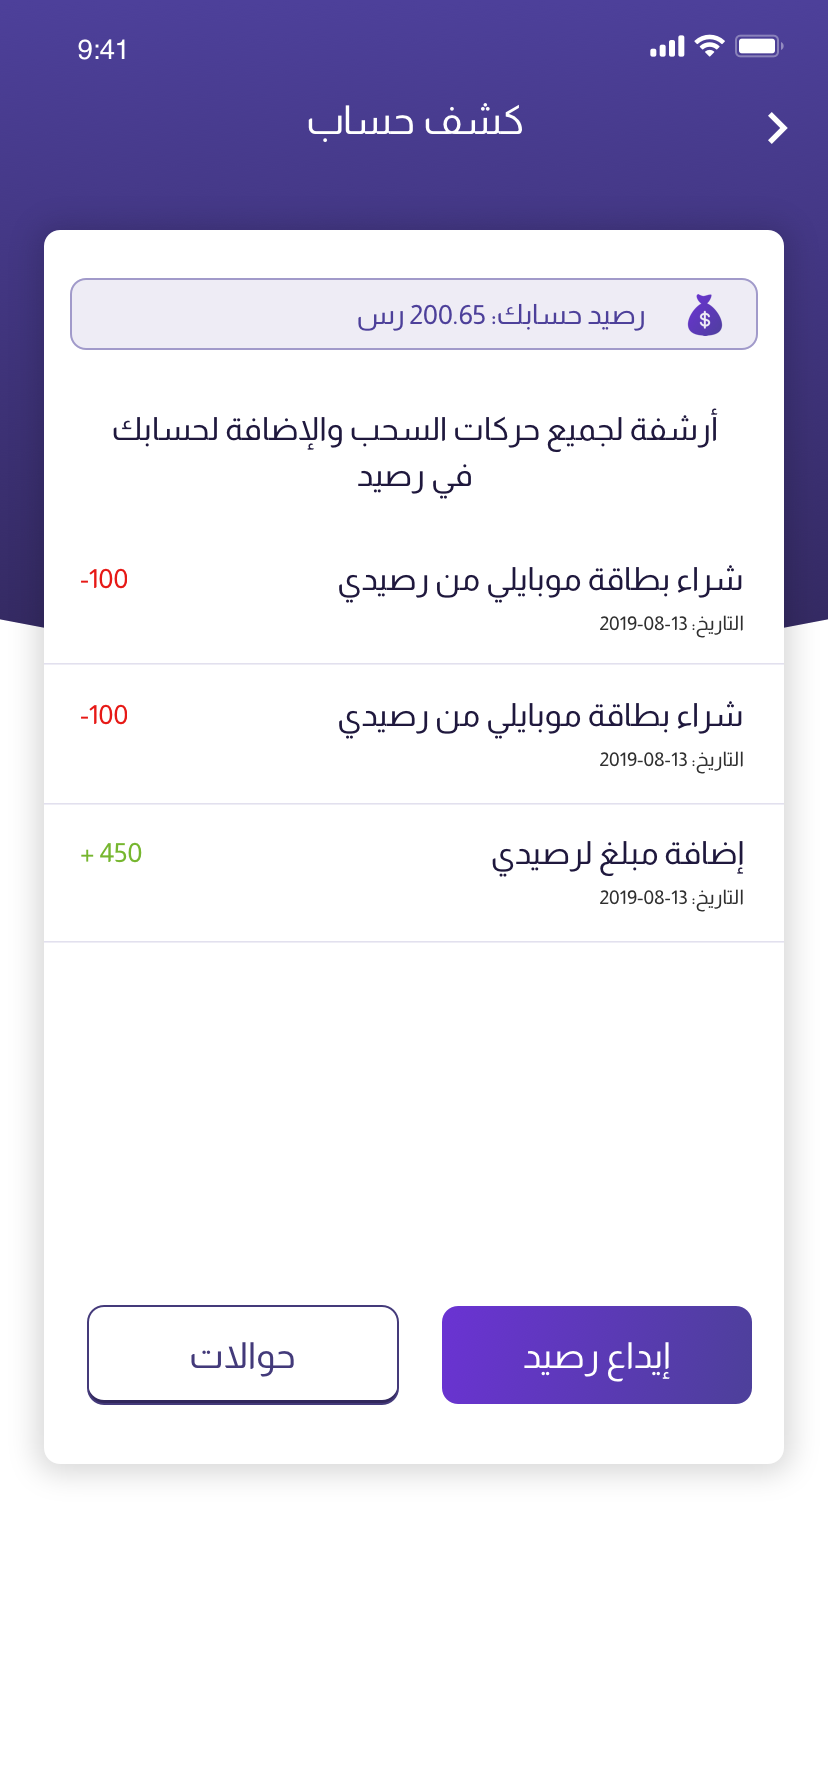 9:41
كشف حساب
رصيد حسابك: 200.65 رس
أرشفة لجميع حركات السحب والإضافة لحسابك
في رصيد
شراء بطاقة موبايلي من رصيدي
-100
التاريخ: 13-08-2019
شراء بطاقة موبايلي من رصيدي
-100
التاريخ: 13-08-2019
إضافة مبلغ لرصيدي
+ 450
التاريخ: 13-08-2019
إيداع رصيد
حوالات